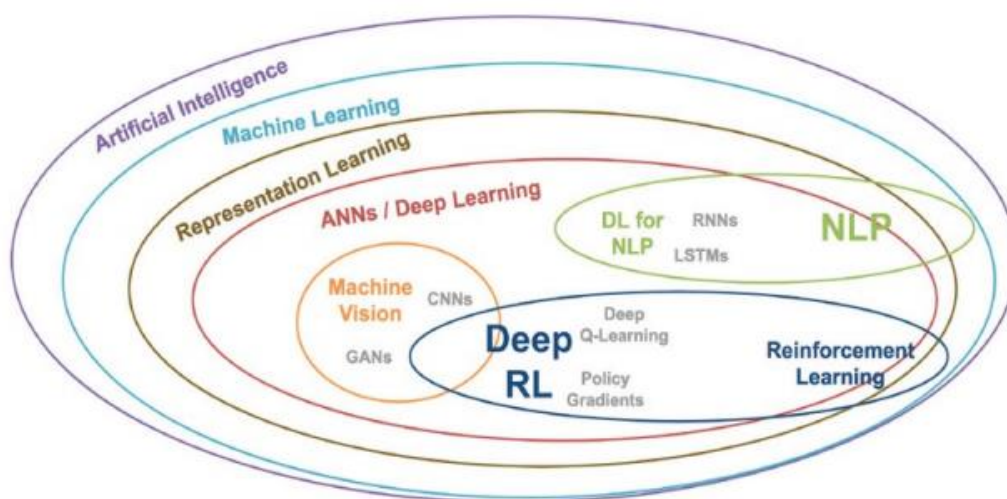 Artificial Intelligence
Machine Learning
Representation Learning
ANNs / Deep Learning
DL for
NLP
RNNs
LSTMs
NLP
Machine
Vision
CNNs
GANs
Deep
RL
Deep
Q-Learning
Policy
Gradients
Reinforcement
Learning